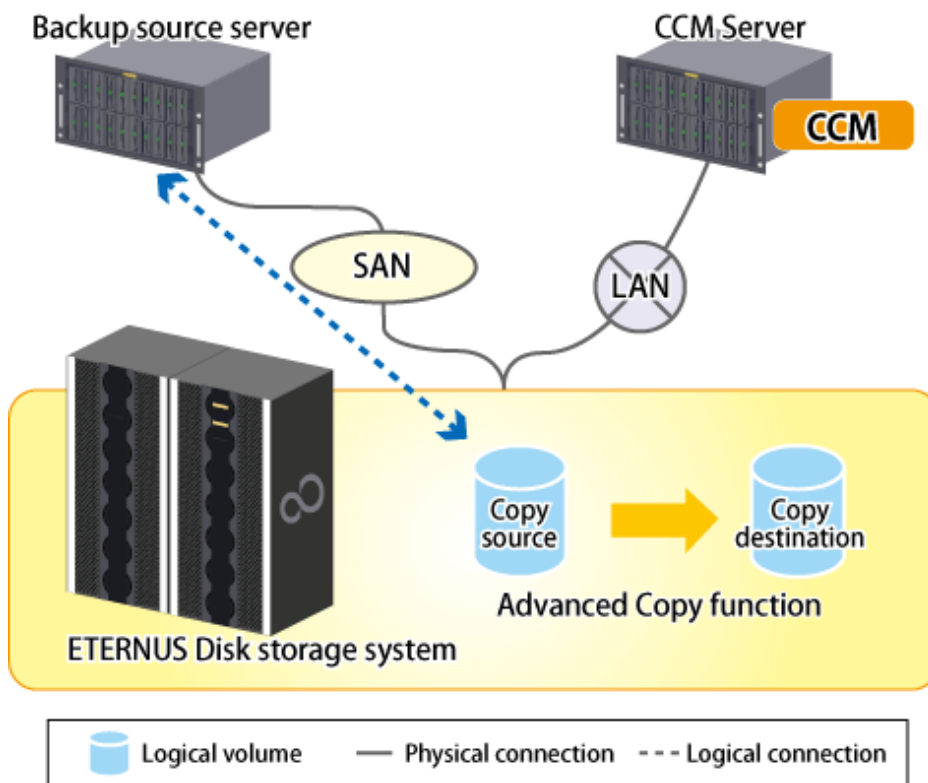 Backup source server
CCM Server
CCM
SAN
LAN
Copy
source
Copy
destination
Advanced Copy function
ETERNUS Disk storage system
Logical volume
Physical connection
Logical connection